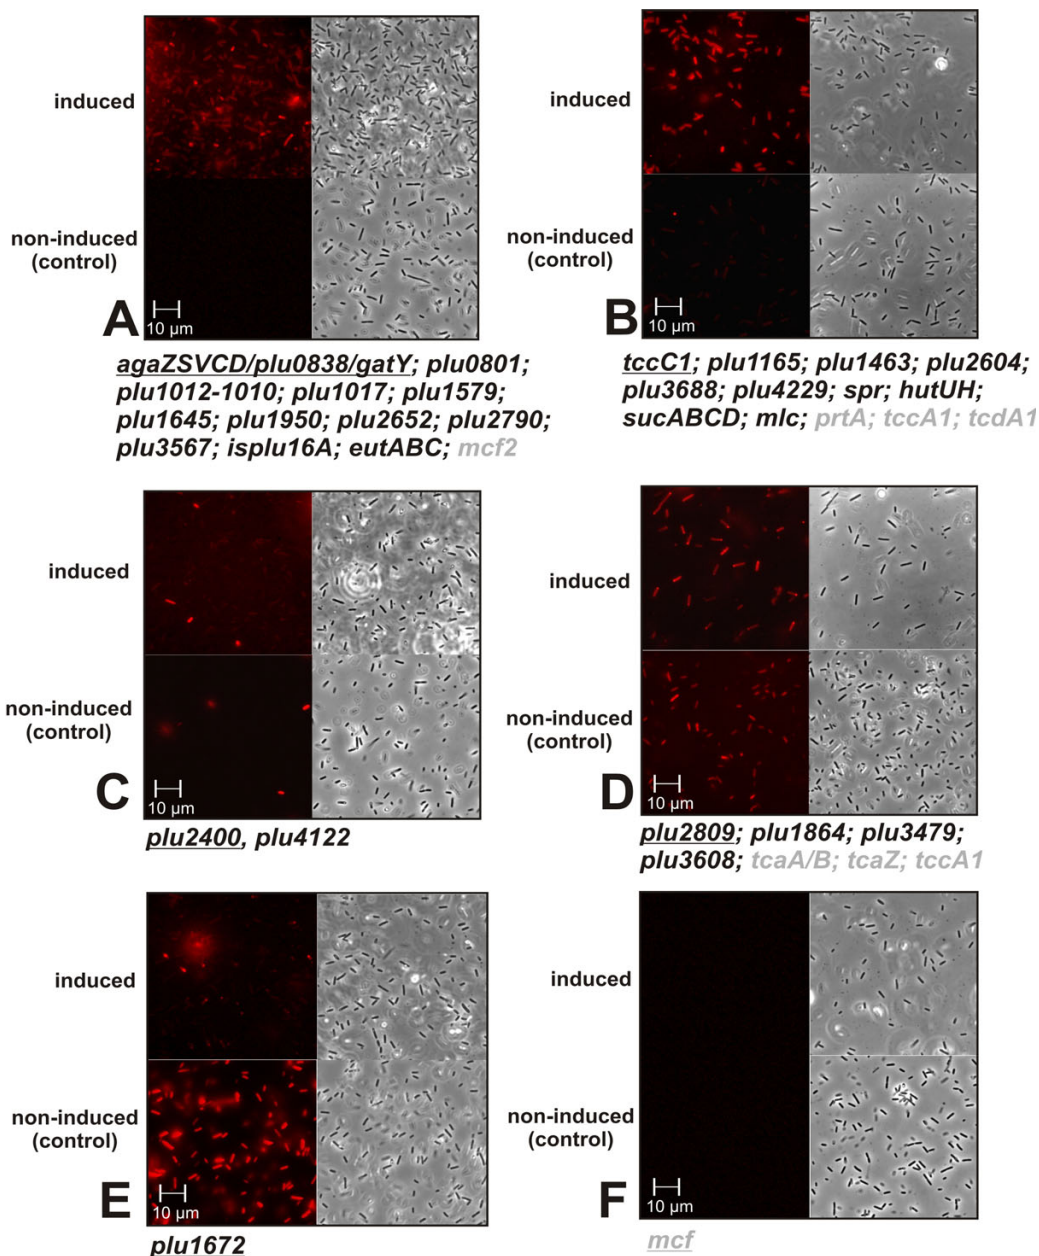 induced
non-induced
(control)
10 µm
A
agaZSVCD/plu0838/gatY; plu0801;
plu1012-1010; plu1017; plu1579;
plu1645; plu1950; plu2652; plu2790;
plu3567; isplu16A; eutABC; mcf2
induced
non-induced
(control)
10 µm
B
tccC1; plu1165; plu1463; plu2604;
plu3688; plu4229; spr; hutUH;
sucABCD; mlc; prtA; tccA1; tcdA1
induced
non-induced
(control)
10 µm
C
plu2400, plu4122
induced
non-induced
(control)
10 µm
D
plu2809; plu1864; plu3479;
plu3608; tcaA/B; tcaZ; tccA1
induced
non-induced
(control)
10 µm
E
plu1672
induced
non-induced
(control)
10 µm
F
mcf